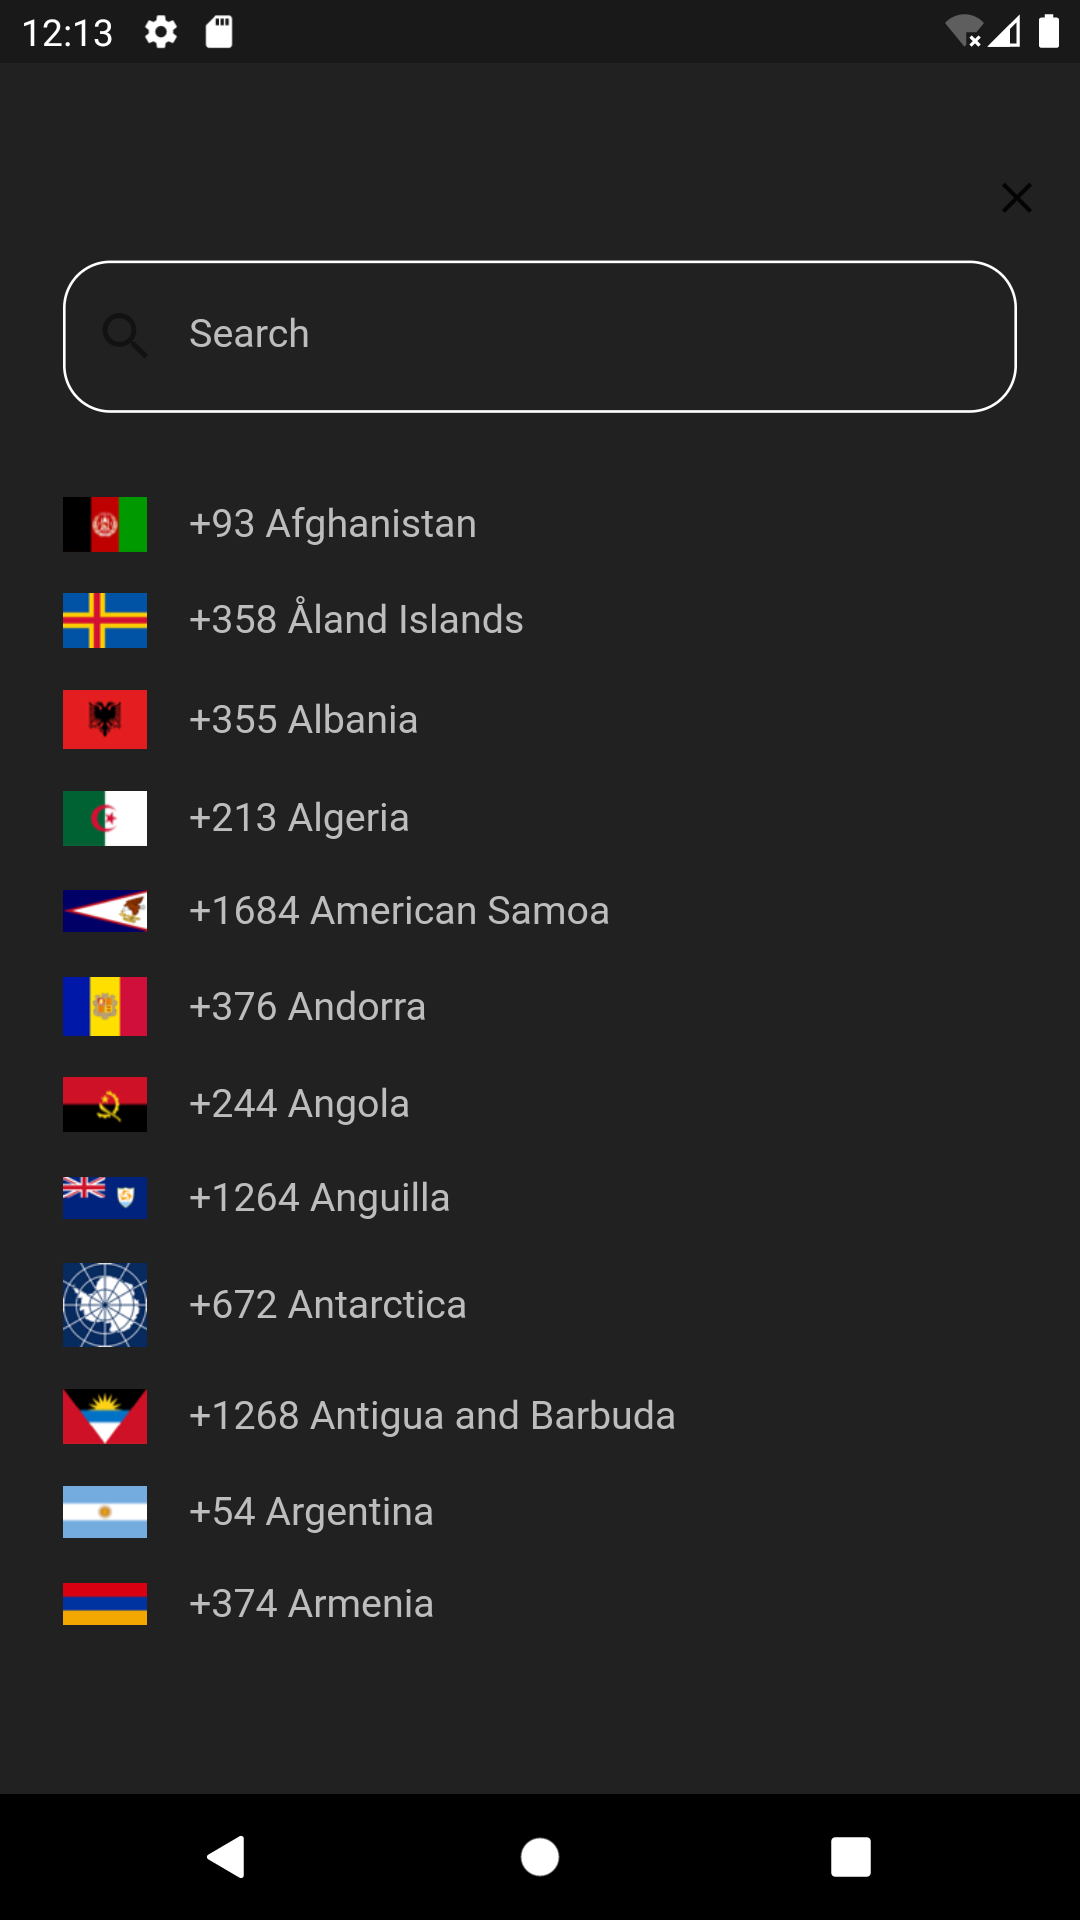 12:13
Search
+93 Afghanistan
+358 Åland Islands
+355 Albania
+213 Algeria
+1684 American Samoa
+376 Andorra
+244 Angola
+1264 Anguilla
+672 Antarctica
+1268 Antigua and Barbuda
+54 Argentina
+374 Armenia